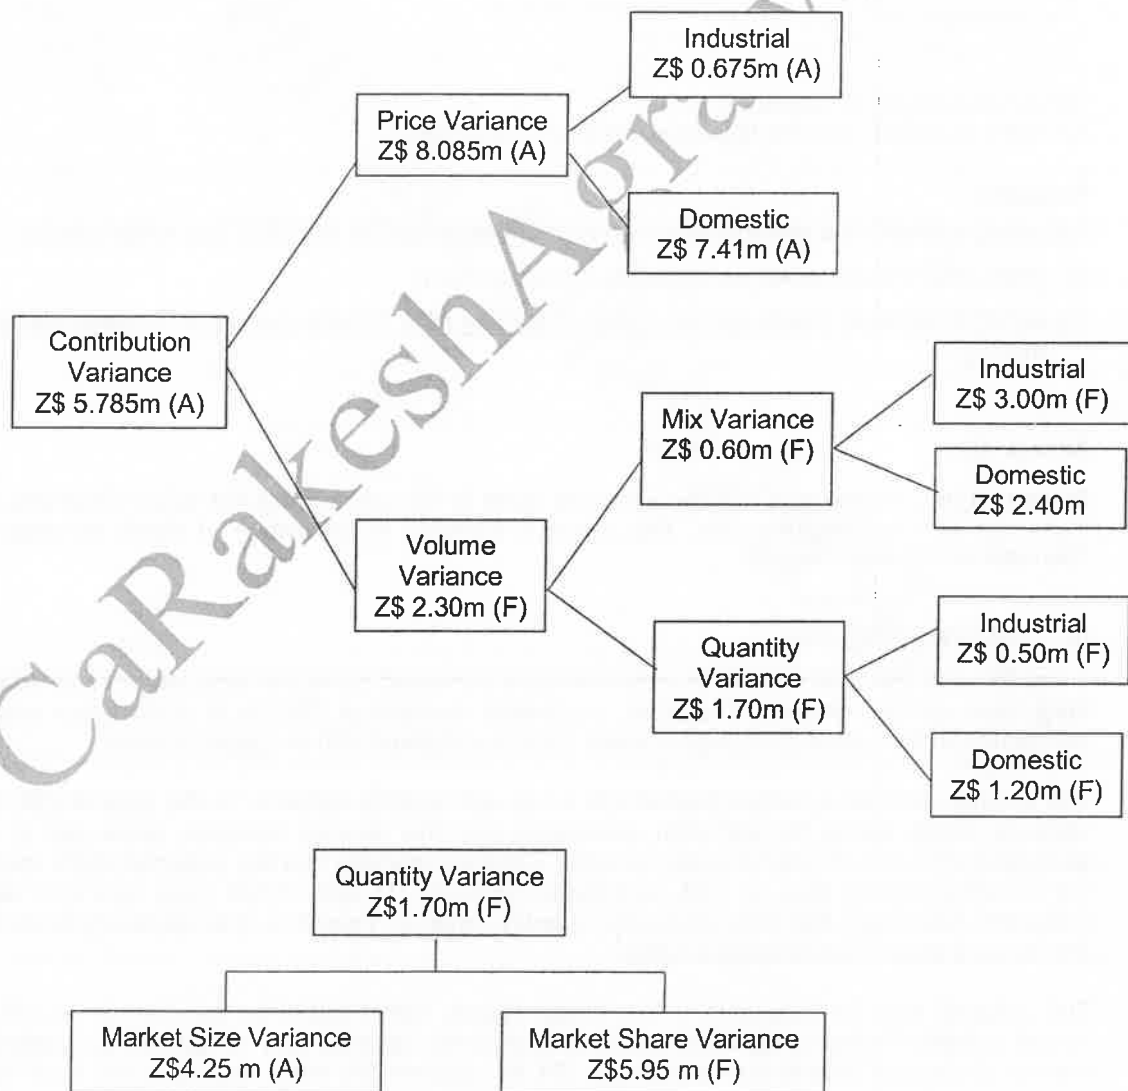 Industrial
Z$ 0.675m (A)
Price Variance
Z$ 8.085m (A)
Domestic
Z$ 7.41m (A)
Contribution
Variance
Z$ 5.785m (A)
Industrial
Z$ 3.00m (F)
Mix Variance
Z$ 0.60m (F)
Domestic
Z$ 2.40m
Volume
Variance
Z$ 2.30m (F)
Industrial
Z$ 0.50m (F)
Quantity
Variance
Z$ 1.70m (F)
Domestic
Z$ 1.20m (F)
Quantity Variance
Z$1.70m (F)
Market Size Variance
Z$4.25 m (A)
Market Share Variance
Z$5.95 m (F)